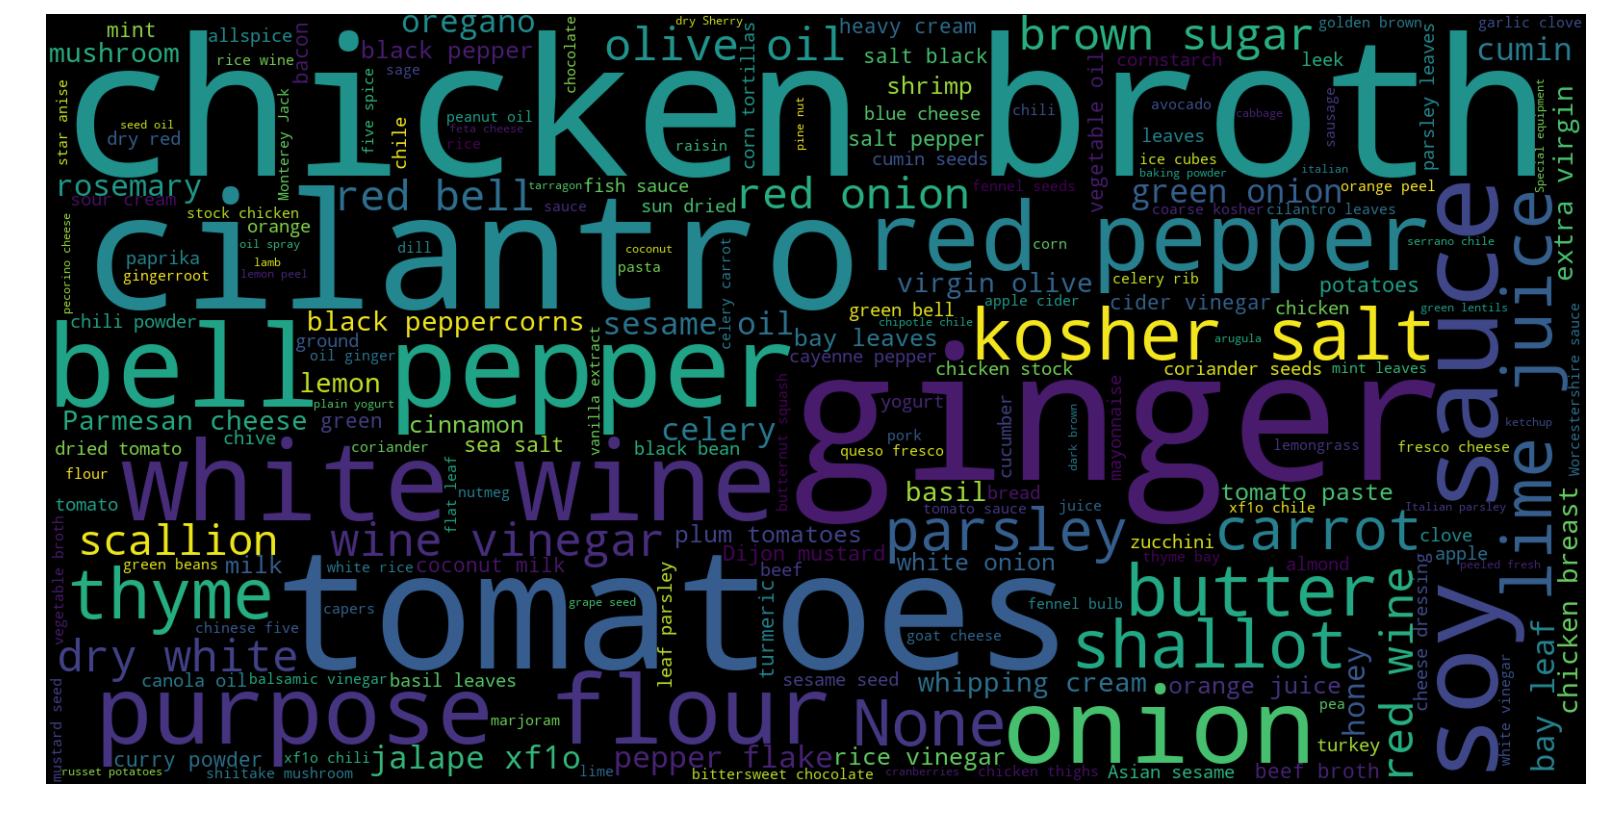 mint
oregano
dry Sherry
heavy cream
golden brown
garlic clove
mushroom
allspice
bacon
black pepper
chocolate
olive oil
corn tortillas
salt black
brown sugar
cornstarch
leek
parsley leaves
cumin
rice wine
sage
chicken broth
star anise
seed oil
dry red
Monterey Jack
five spice
chile
peanut oil
feta cheese
rice
raisin
pine nut
shrimp
blue cheese
salt pepper
cumin seeds
chili
vegetable oil
avocado
leaves
ice cubes
baking powder
cabbage
italian
sausage
Special equipment
extra virgin
rosemary
sour cream
red bell
tarragon
fish sauce
sauce
sun dried
red onion
fennel seeds
green onion
orange peel
stock chicken
orange
oil spray
coarse kosher
cilantro leaves
pecorino cheese
paprika
gingerroot
lamb
lemon peel
cilantro
dill
coconut
pasta
celery carrot
red pepper
corn
serrano chile
virgin olive
celery rib
potatoes
chili powder
black peppercorns
ground
oil ginger
sesame oil
bay leaves
cayenne pepper
apple cider
cider vinegar
green bell
chipotle chile
chicken
green lentils
kosher salt
arugula
soy sauce
lime juice
Worcestershire sauce
bell pepper
lemon
plain yogurt
vanilla extract
chicken stock
coriander seeds
mint leaves
Parmesan cheese
green
cinnamon
celery
butternut squash
ginger
yogurt
cucumber
mayonnaise
ketchup
dried tomato
chive
coriander
sea salt
black bean
pork
queso fresco
dark brown
lemongrass
fresco cheese
flour
white wine
flat leaf
nutmeg
basil
bread
tomato sauce
juice
tomato paste
xf1o chile
Italian parsley
chicken breast
tomato
scallion
wine vinegar
plum tomatoes
Dijon mustard
parsley
white onion
zucchini
thyme bay
carrot
clove
apple
almond
peeled fresh
vegetable broth
green beans
milk
white rice
coconut milk
beef
thyme
capers
tomatoes
grape seed
leaf parsley
turmeric
goat cheese
fennel bulb
butter
red wine
cheese dressing
chinese five
dry white
shallot
honey
white vinegar
bay leaf
canola oil
balsamic vinegar
basil leaves
sesame seed
whipping cream
orange juice
mustard seed
purpose flour
marjoram
None
onion
pea
turkey
curry powder
xf1o chili
jalape xf1o
pepper flake
rice vinegar
russet potatoes
shiitake mushroom
lime
bittersweet chocolate
cranberries
chicken thighs
Asian sesame
beef broth